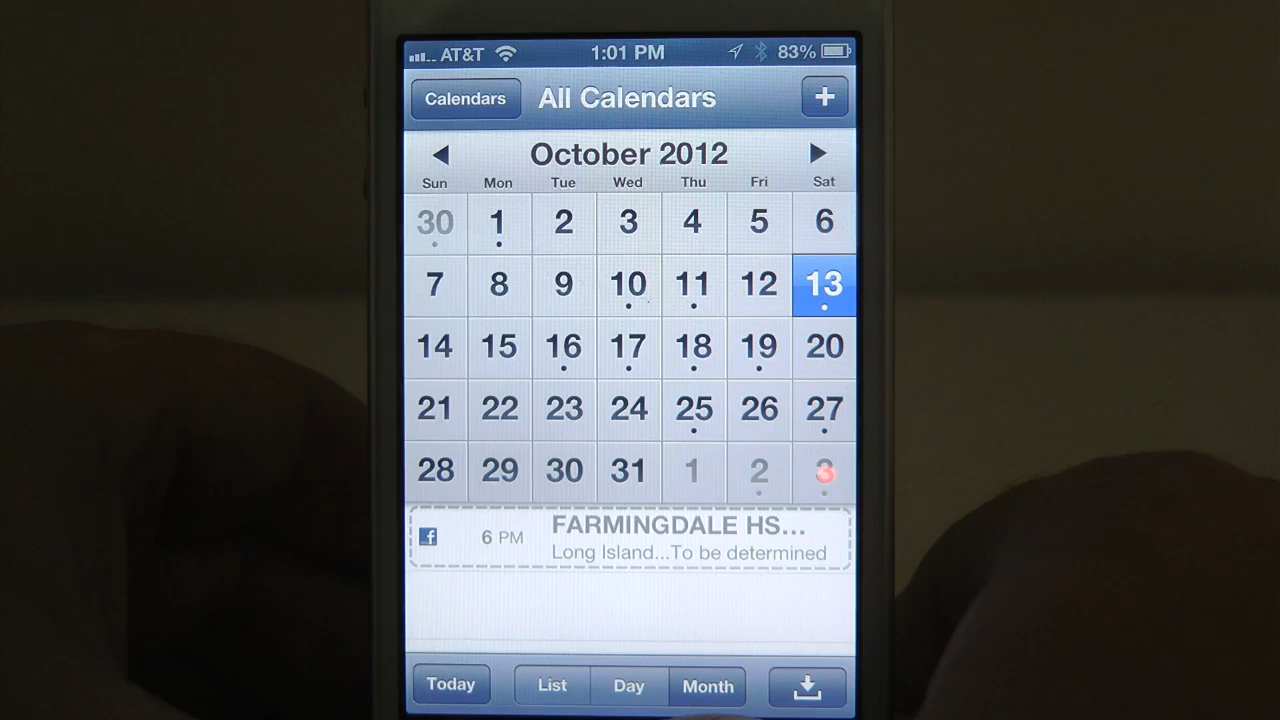 AT&T 1:01 PM 83%
Calendars All Calendars +
October 2012
Sun Mon Tue Wed Thu Fri Sat
30 1 2 3 4 5 6
7 8 9 10 11 12 13
14 15 16 17 18 19 20
21 22 23 24 25 26 27
28 29 30 31 1 2 3
f 6 PM FARMINGDALE HS...
Long Island...To be determined
Today List Day Month